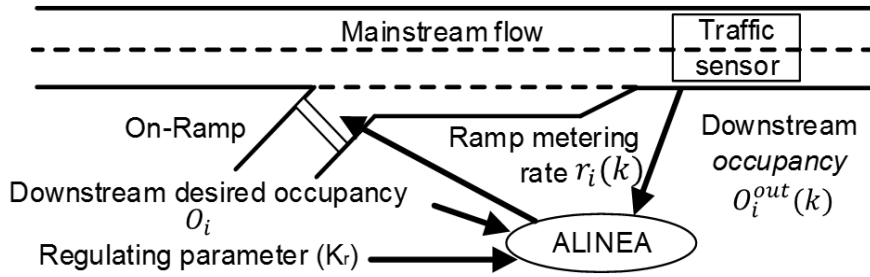 Mainstream flow
Traffic
sensor
On-Ramp
Ramp metering
rate r_i(k)
Downstream
occupancy
O_i^{out}(k)
Downstream desired occupancy
O_i
Regulating parameter (K_r)
ALINEA